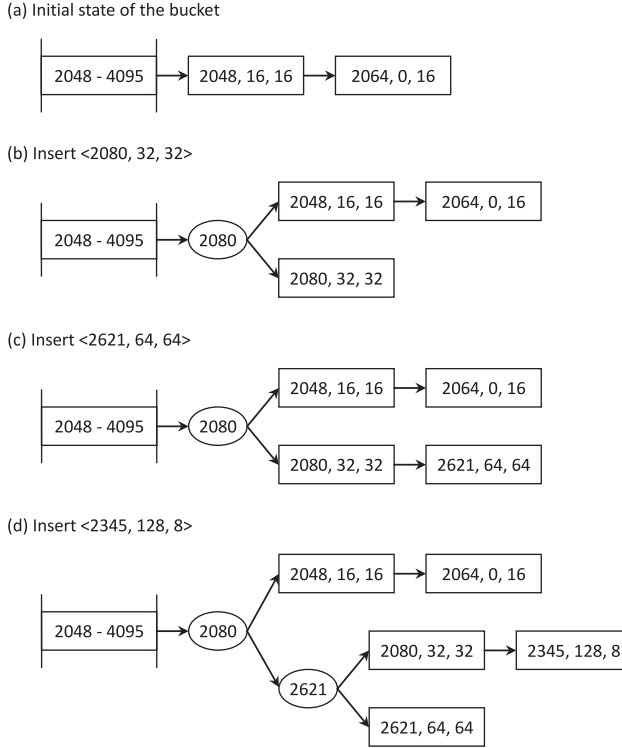 (a) Initial state of the bucket
2048 - 4095
2048, 16, 16
2064, 0, 16
(b) Insert <2080, 32, 32>
2048, 16, 16
2064, 0, 16
2048 - 4095
2080
2080, 32, 32
(c) Insert <2621, 64, 64>
2048, 16, 16
2064, 0, 16
2048 - 4095
2080
2080, 32, 32
2621, 64, 64
(d) Insert <2345, 128, 8>
2048, 16, 16
2064, 0, 16
2048 - 4095
2080
2080, 32, 32
2345, 128, 8
2621
2621, 64, 64